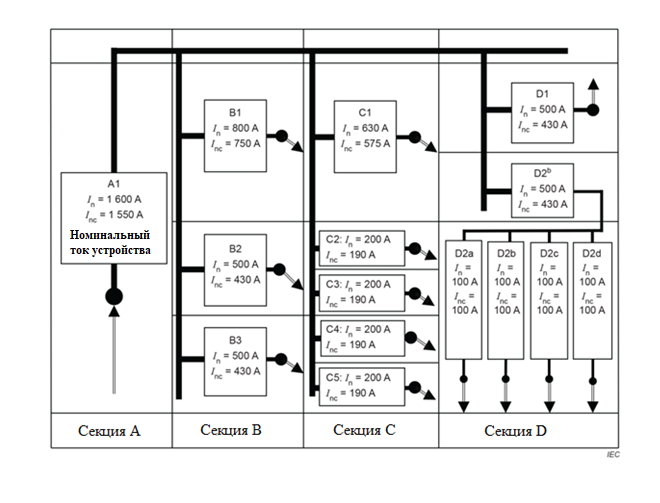 A1
In = 1 600 A
Inc = 1 550 A
Номинальный
ток устройства
B1
In = 800 A
Inc = 750 A
B2
In = 500 A
Inc = 430 A
B3
In = 500 A
Inc = 430 A
C1
In = 630 A
Inc = 575 A
C2: In = 200 A
Inc = 190 A
C3: In = 200 A
Inc = 190 A
C4: In = 200 A
Inc = 190 A
C5: In = 200 A
Inc = 190 A
D1
In = 500 A
Inc = 430 A
D2b
In = 500 A
Inc = 430 A
D2a
In =
100 A
Inc =
100 A
D2b
In =
100 A
Inc =
100 A
D2c
In =
100 A
Inc =
100 A
D2d
In =
100 A
Inc =
100 A
Секция A
Секция B
Секция C
Секция D
IEC